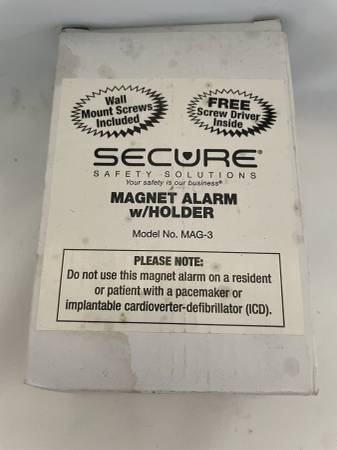 Wall
Mount Screws
Included
FREE
Screw Driver
Inside
SECURE®
SAFETY SOLUTIONS
Your safety is our business®
MAGNET ALARM
w/HOLDER
Model No. MAG-3
PLEASE NOTE:
Do not use this magnet alarm on a resident
or patient with a pacemaker or
implantable cardioverter-defibrillator (ICD).